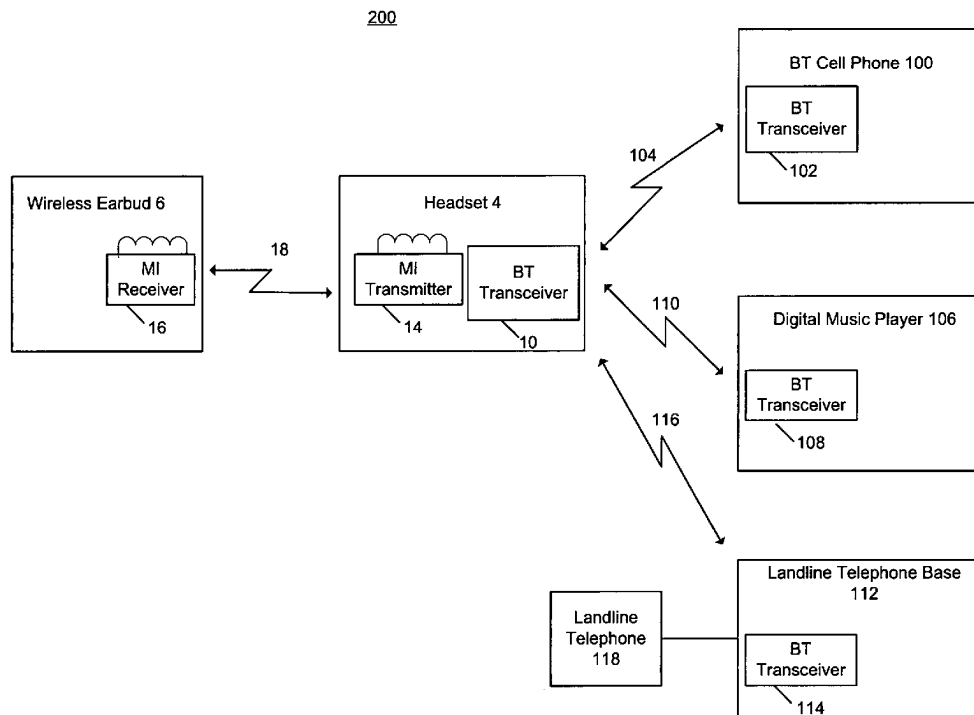 200
Wireless Earbud 6
MI
Receiver
16
18
Headset 4
MI
Transmitter
14
BT
Transceiver
10
104
BT Cell Phone 100
BT
Transceiver
102
110
Digital Music Player 106
BT
Transceiver
108
116
Landline
Telephone
118
Landline Telephone Base
112
BT
Transceiver
114